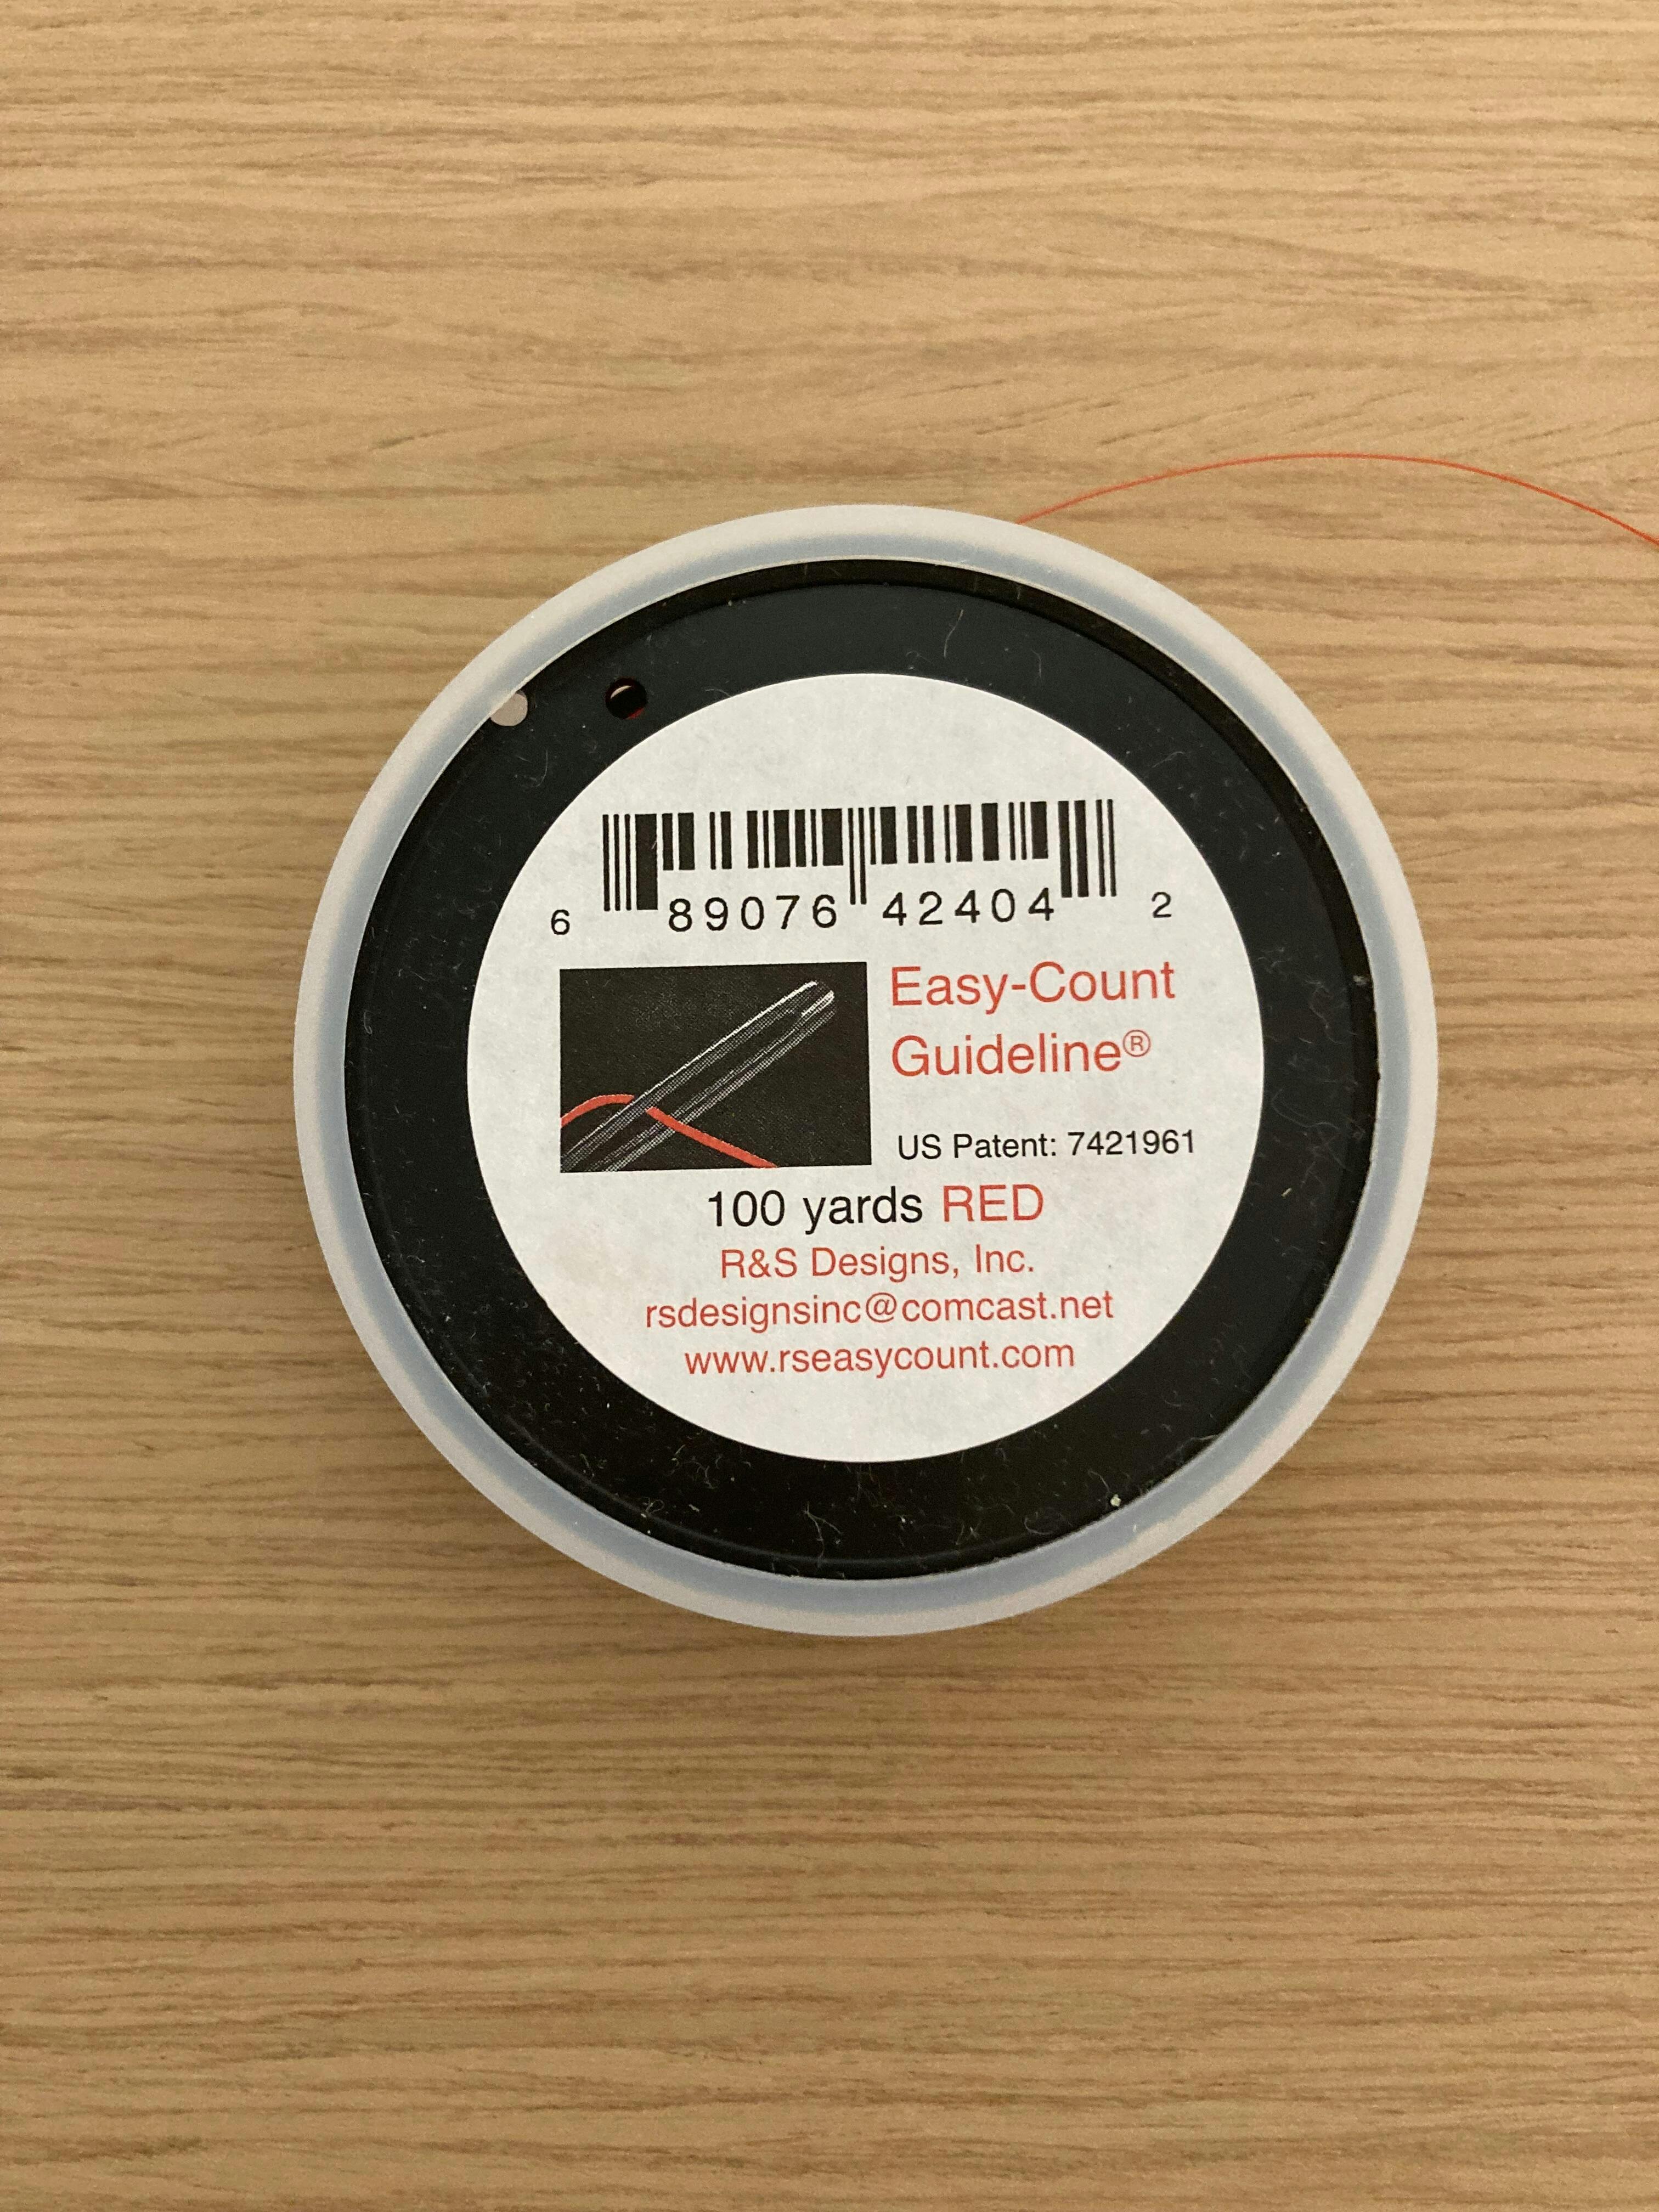 6 89076 42404 2
Easy-Count
Guideline®
US Patent: 7421961
100 yards RED
R&S Designs, Inc.
rsdesignsinc@comcast.net
www.rseasycount.com